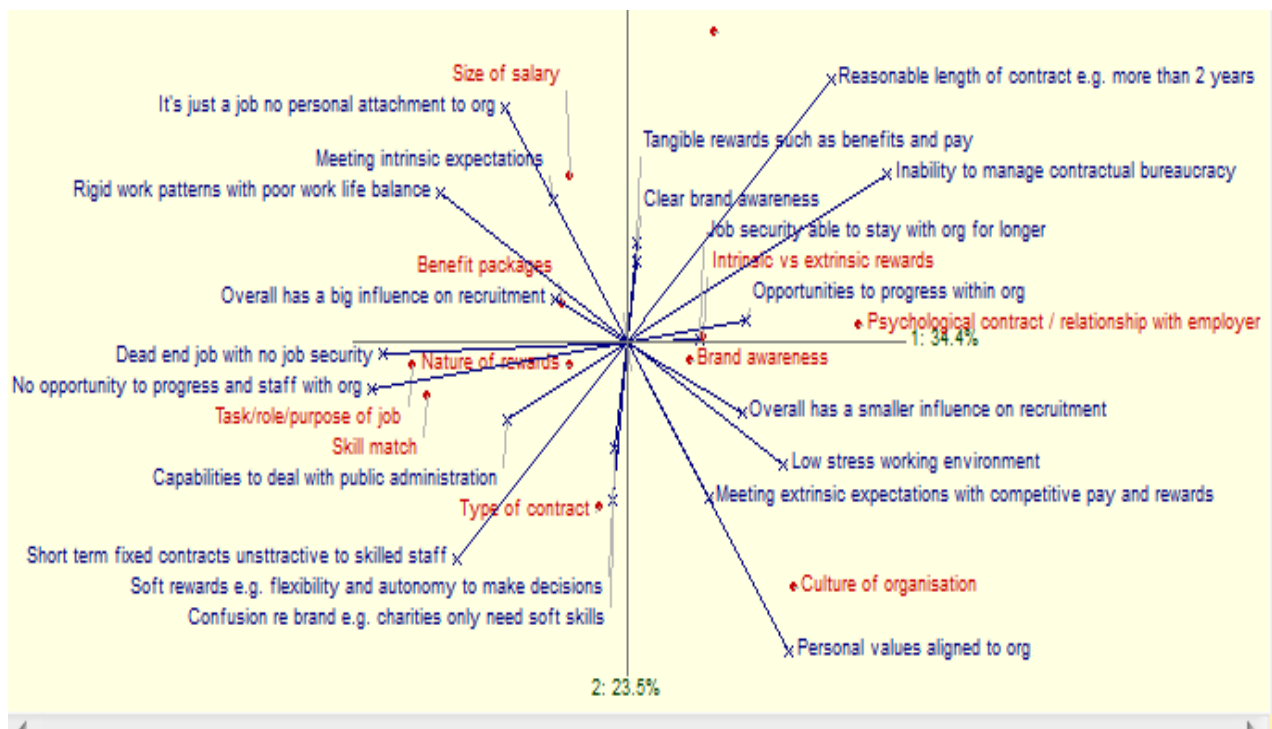 Size of salary
Reasonable length of contract e.g. more than 2 years
It's just a job no personal attachment to org
Tangible rewards such as benefits and pay
Meeting intrinsic expectations
Inability to manage contractual bureaucracy
Rigid work patterns with poor work life balance
Clear brand awareness
Job security able to stay with org for longer
Benefit packages
Intrinsic vs extrinsic rewards
Overall has a big influence on recruitment
Opportunities to progress within org
Psychological contract / relationship with employer
1: 34.4%
Dead end job with no job security
Nature of rewards
Brand awareness
No opportunity to progress and staff with org
Task/role/purpose of job
Overall has a smaller influence on recruitment
Skill match
Low stress working environment
Capabilities to deal with public administration
Meeting extrinsic expectations with competitive pay and rewards
Type of contract
Short term fixed contracts unsttractive to skilled staff
Soft rewards e.g. flexibility and autonomy to make decisions
Culture of organisation
Confusion re brand e.g. charities only need soft skills
Personal values aligned to org
2: 23.5%